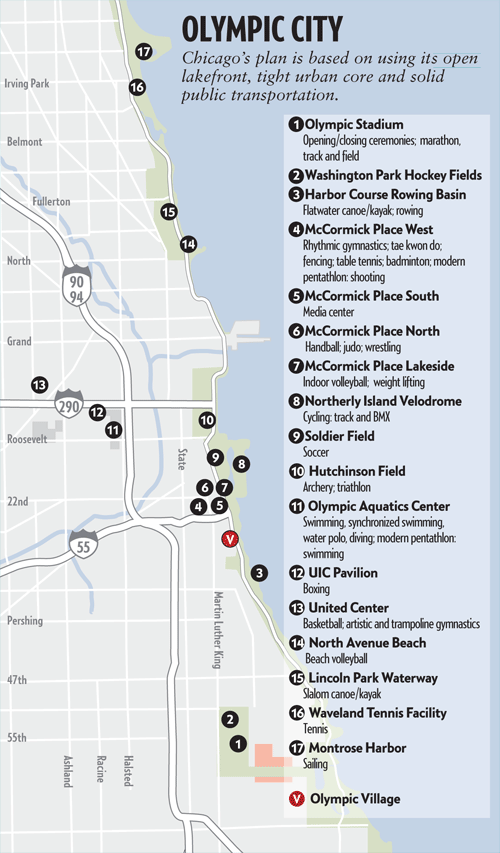 OLYMPIC CITY
Chicago’s plan is based on using its open
lakefront, tight urban core and solid
public transportation.
1 Olympic Stadium
Opening/closing ceremonies; marathon,
track and field
2 Washington Park Hockey Fields
3 Harbor Course Rowing Basin
Flatwater canoe/kayak; rowing
4 McCormick Place West
Rhythmic gymnastics; tae kwon do;
fencing; table tennis; badminton; modern
pentathlon: shooting
5 McCormick Place South
Media center
6 McCormick Place North
Handball; judo; wrestling
7 McCormick Place Lakeside
Indoor volleyball; weight lifting
8 Northerly Island Velodrome
Cycling: track and BMX
9 Soldier Field
Soccer
10 Hutchinson Field
Archery; triathlon
11 Olympic Aquatics Center
Swimming, synchronized swimming,
water polo, diving; modern pentathlon:
swimming
12 UIC Pavilion
Boxing
13 United Center
Basketball; artistic and trampoline gymnastics
14 North Avenue Beach
Beach volleyball
15 Lincoln Park Waterway
Slalom canoe/kayak
16 Waveland Tennis Facility
Tennis
17 Montrose Harbor
Sailing
V Olympic Village
17
16
Irving Park
Belmont
Fullerton
15
14
North
90
94
Grand
13
290
12
11
10
Roosevelt
State
9
8
6
7
22nd
4
5
55
V
3
Pershing
Martin Luther King
47th
2
1
55th
Ashland
Racine
Halsted